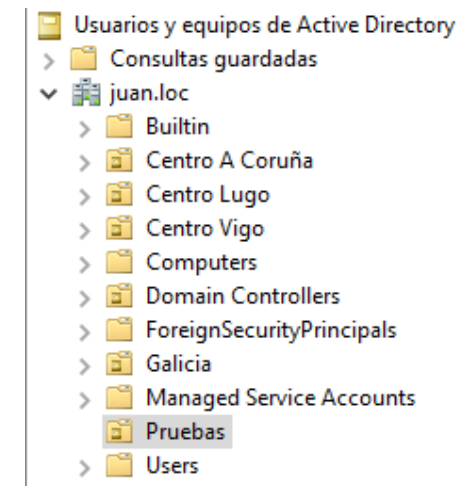 Usuarios y equipos de Active Directory
Consultas guardadas
juan.loc
Builtin
Centro A Coruña
Centro Lugo
Centro Vigo
Computers
Domain Controllers
ForeignSecurityPrincipals
Galicia
Managed Service Accounts
Pruebas
Users